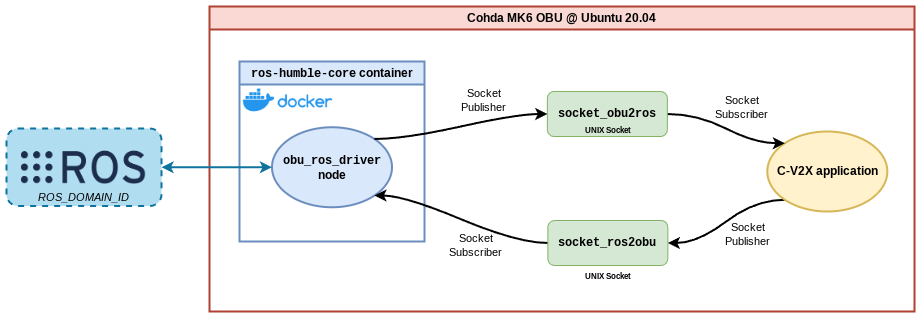 Cohda MK6 OBU @ Ubuntu 20.04
ros-humble-core container
docker
Socket
Publisher
socket_obu2ros
UNIX Socket
Socket
Subscriber
ROS
ROS_DOMAIN_ID
obu_ros_driver
node
C-V2X application
Socket
Subscriber
socket_ros2obu
UNIX Socket
Socket
Publisher